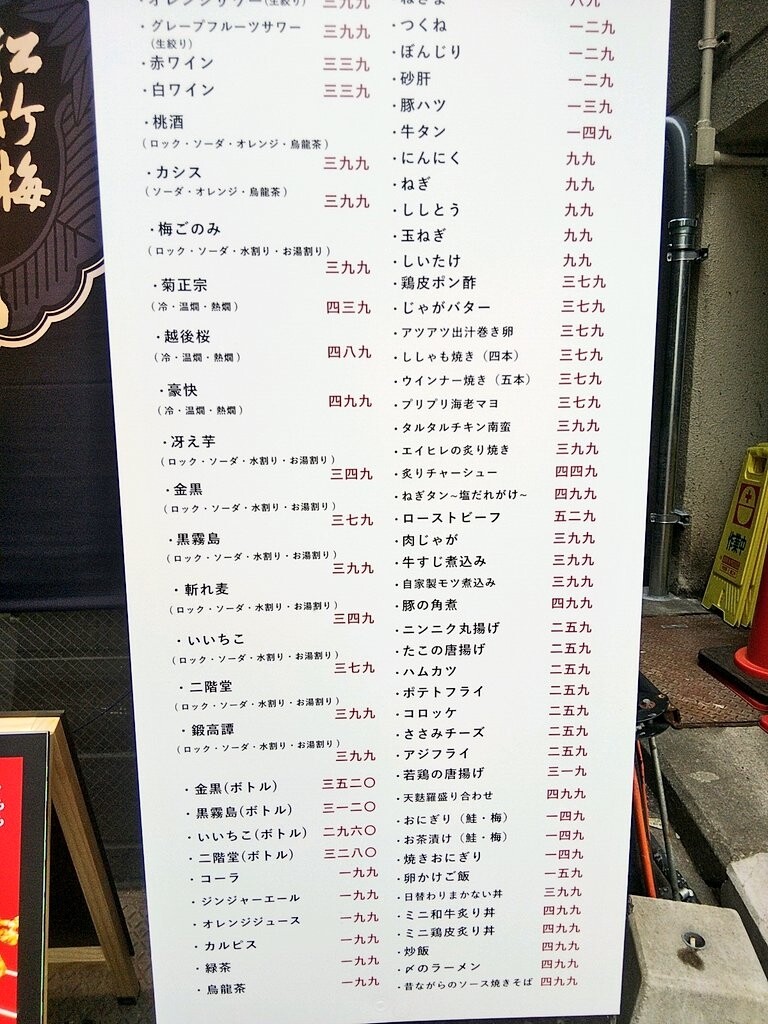 紅
竹
梅
・オレンジサワー(生絞り) 三九九
・グレープフルーツサワー
(生絞り) 三九九
・赤ワイン 三三九
・白ワイン 三三九
・桃酒
(ロック・ソーダ・オレンジ・烏龍茶)
三九九
・カシス
(ソーダ・オレンジ・烏龍茶)
三九九
・梅ごのみ
(ロック・ソーダ・水割り・お湯割り)
三九九
・菊正宗
(冷・温燗・熱燗) 四三九
・越後桜
(冷・温燗・熱燗) 四八九
・豪快
(冷・温燗・熱燗) 四九九
・冴え芋
(ロック・ソーダ・水割り・お湯割り)
三四九
・金黒
(ロック・ソーダ・水割り・お湯割り)
三七九
・黒霧島
(ロック・ソーダ・水割り・お湯割り)
三九九
・斬れ麦
(ロック・ソーダ・水割り・お湯割り)
三四九
・いいちこ
(ロック・ソーダ・水割り・お湯割り)
三七九
・二階堂
(ロック・ソーダ・水割り・お湯割り)
三九九
・鍛高譚
(ロック・ソーダ・水割り・お湯割り)
三九九
・金黒(ボトル) 三五二〇
・黒霧島(ボトル) 三一二〇
・いいちこ(ボトル) 二九六〇
・二階堂(ボトル) 三二八〇
・コーラ 一九九
・ジンジャーエール 一九九
・オレンジジュース 一九九
・カルピス 一九九
・緑茶 一九九
・烏龍茶 一九九
・ねぎま 八九
・つくね 一二九
・ぼんじり 一二九
・砂肝 一二九
・豚ハツ 一三九
・牛タン 一四九
・にんにく 九九
・ねぎ 九九
・ししとう 九九
・玉ねぎ 九九
・しいたけ 九九
・鶏皮ポン酢 三七九
・じゃがバター 三七九
・アツアツ出汁巻き卵 三七九
・ししゃも焼き（四本） 三七九
・ウインナー焼き（五本） 三七九
・プリプリ海老マヨ 三七九
・タルタルチキン南蛮 三九九
・エイヒレの炙り焼き 三九九
・炙りチャーシュー 四四九
・ねぎタン~塩だれがけ~ 四九九
・ローストビーフ 五二九
・肉じゃが 三九九
・牛すじ煮込み 三九九
・自家製モツ煮込み 三九九
・豚の角煮 四九九
・ニンニク丸揚げ 二五九
・たこの唐揚げ 二五九
・ハムカツ 二五九
・ポテトフライ 二五九
・コロッケ 二五九
・ささみチーズ 二五九
・アジフライ 二五九
・若鶏の唐揚げ 三一九
・天麩羅盛り合わせ 四九九
・おにぎり（鮭・梅） 一四九
・お茶漬け（鮭・梅） 一四九
・焼きおにぎり 一四九
・卵かけご飯 一五九
・日替わりまかない丼 三九九
・ミニ和牛炙り丼 四九九
・ミニ鶏皮炙り丼 四九九
・炒飯 四九九
・〆のラーメン 四九九
・昔ながらのソース焼きそば 四九九
作業中